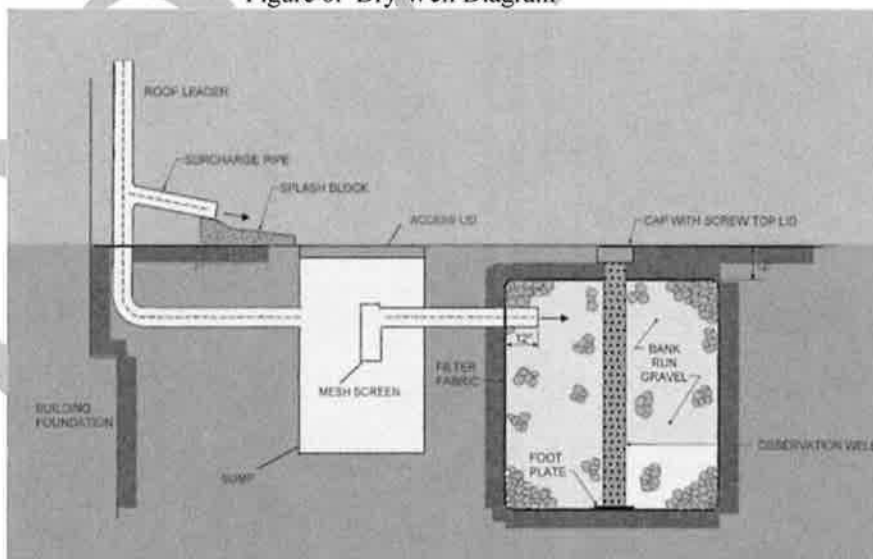 Figure 8. Dry Well Diagram
ROOF LEADER
SURCHARGE PIPE
SPLASH BLOCK
ACCESS LID
CAP WITH SCREW TOP LID
12"
MESH SCREEN
FILTER
FABRIC
BANK
RUN
GRAVEL
BUILDING
FOUNDATION
OBSERVATION WELL
FOOT
PLATE
SUMP